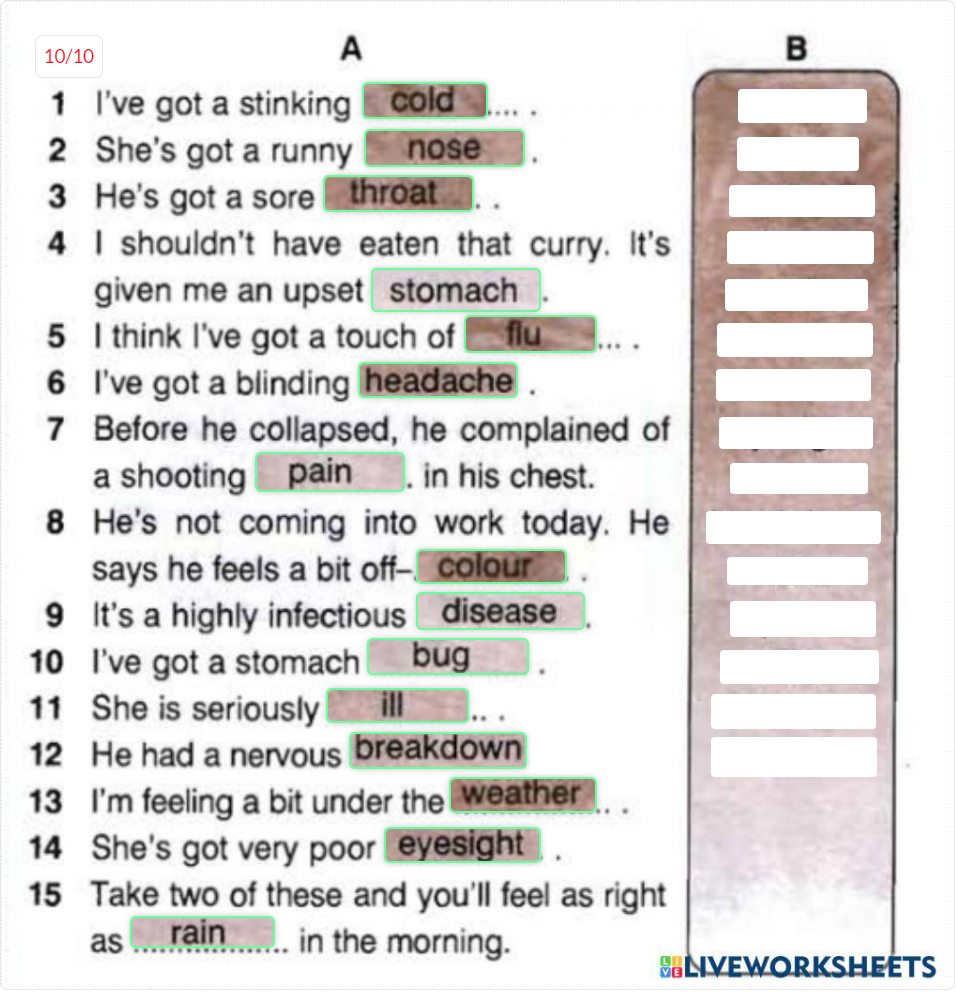 10/10
A
B
1 I've got a stinking cold.... .
2 She's got a runny nose .
3 He's got a sore throat . .
4 I shouldn't have eaten that curry. It's
given me an upset stomach .
5 I think I've got a touch of flu ... .
6 I've got a blinding headache .
7 Before he collapsed, he complained of
a shooting pain . in his chest.
8 He's not coming into work today. He
says he feels a bit off–. colour .
9 It's a highly infectious disease .
10 I've got a stomach bug .
11 She is seriously ill .. .
12 He had a nervous breakdown
13 I'm feeling a bit under the weather .. .
14 She's got very poor eyesight . .
15 Take two of these and you'll feel as right
as rain .. in the morning.
LIVEWORKSHEETS